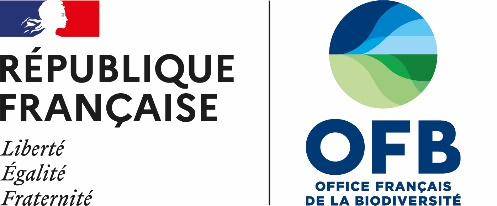 RÉPUBLIQUE
FRANÇAISE
Liberté
Égalité
Fraternité
OFB
OFFICE FRANÇAIS
DE LA BIODIVERSITÉ